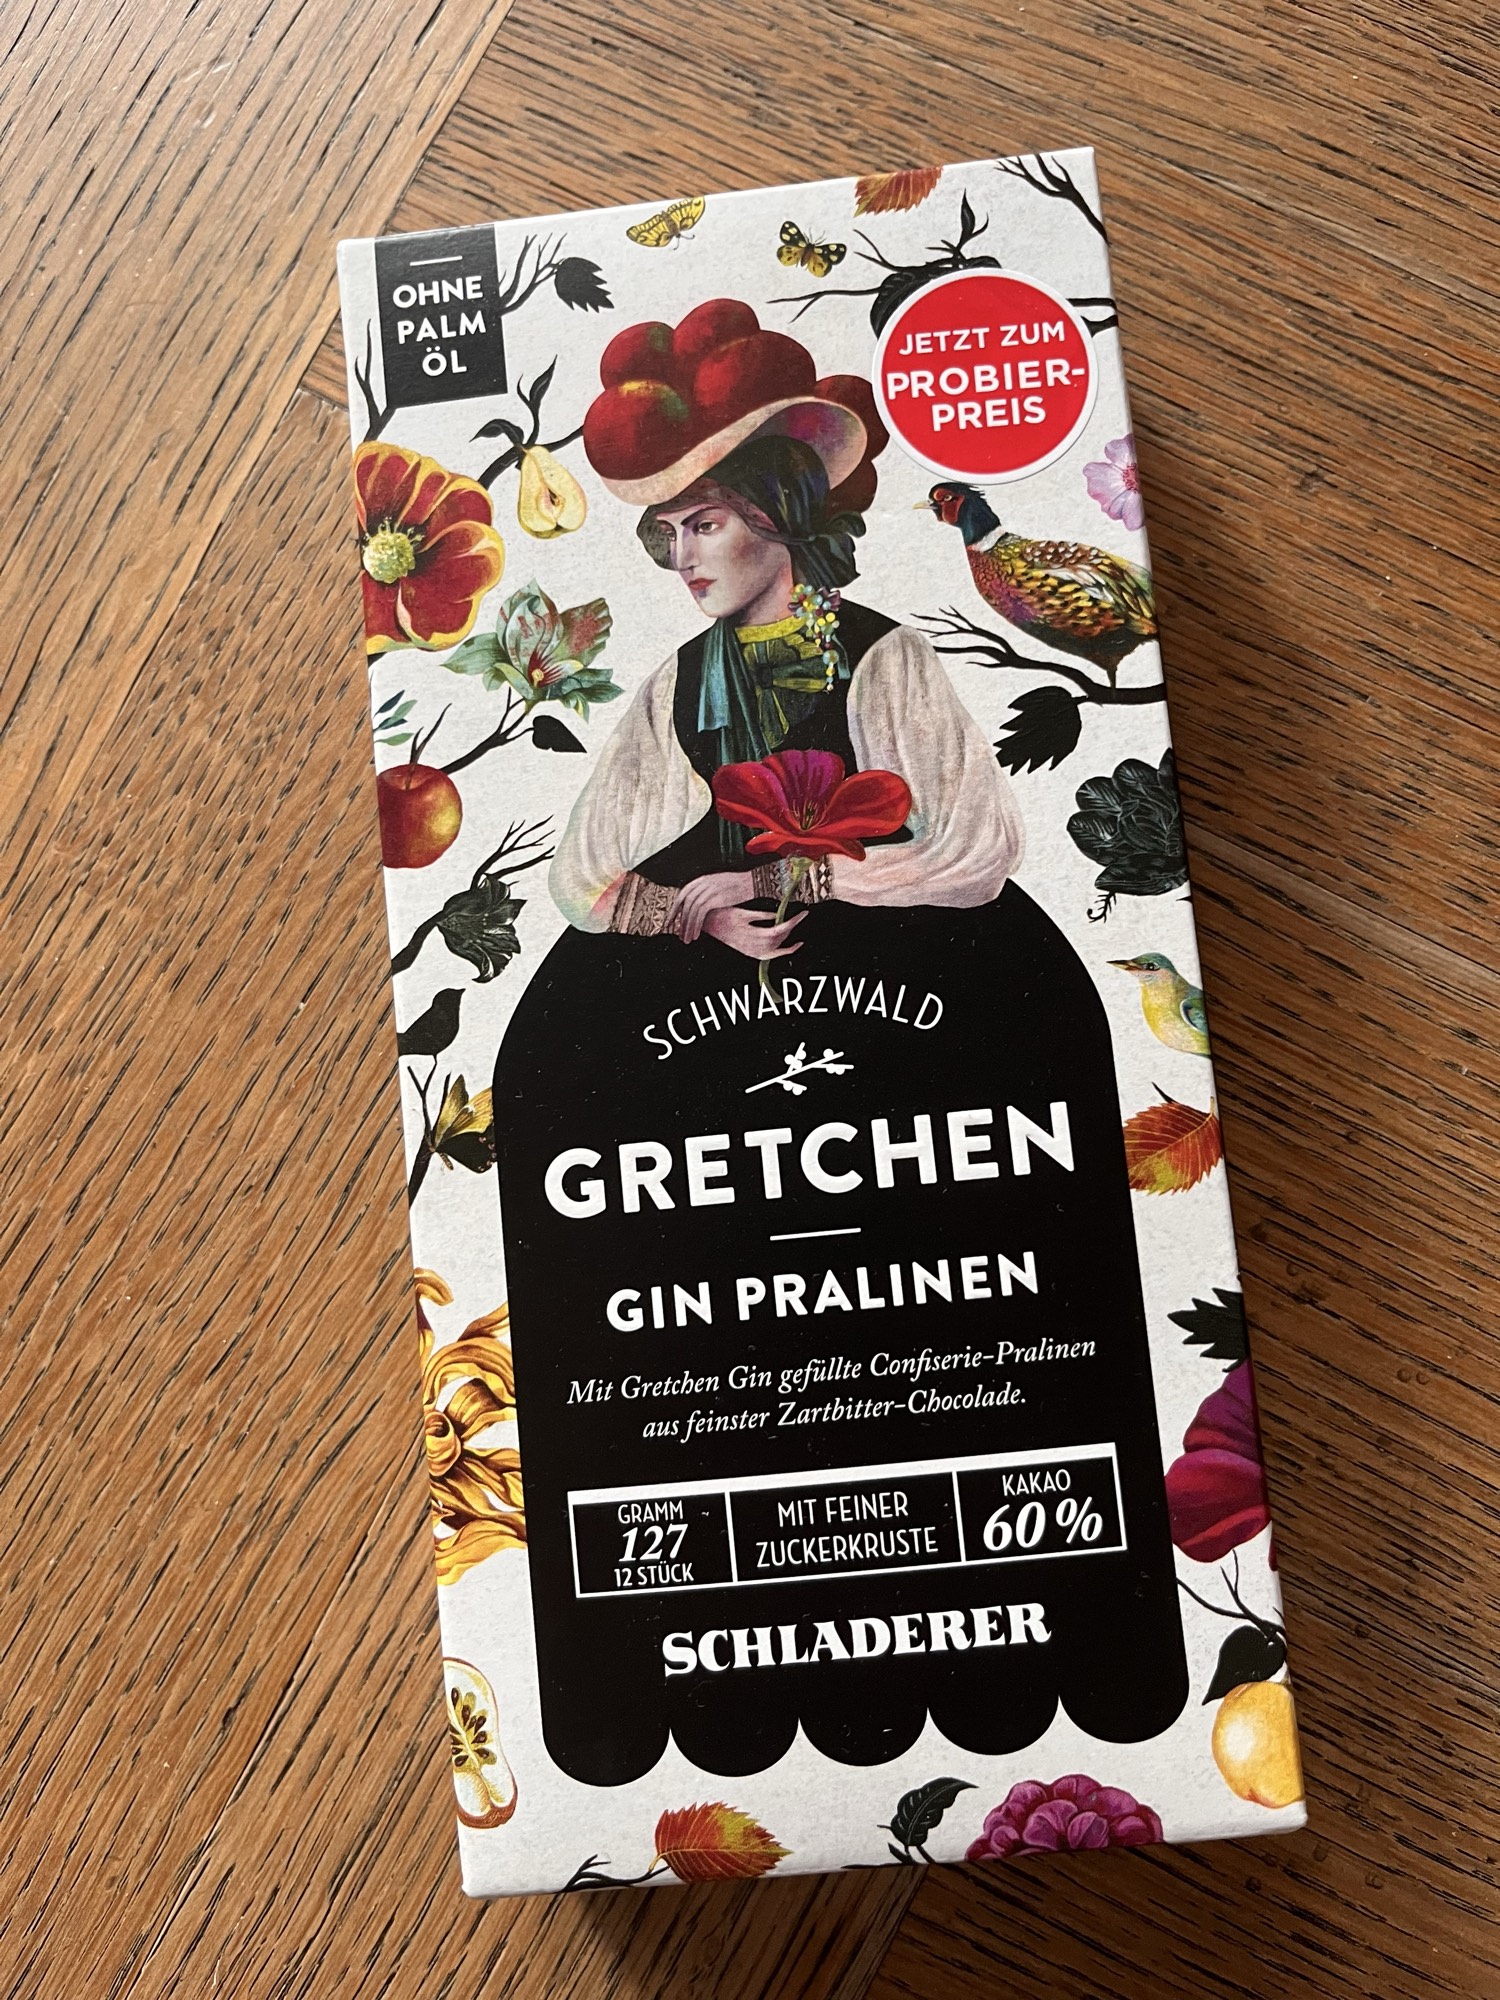 OHNE
PALM
ÖL
JETZT ZUM
PROBIER-
PREIS
SCHWARZWALD
GRETCHEN
GIN PRALINEN
Mit Gretchen Gin gefüllte Confiserie-Pralinen
aus feinster Zartbitter-Chocolade.
GRAMM
127
12 STÜCK
MIT FEINER
ZUCKERKRUSTE
KAKAO
60 %
SCHLADERER